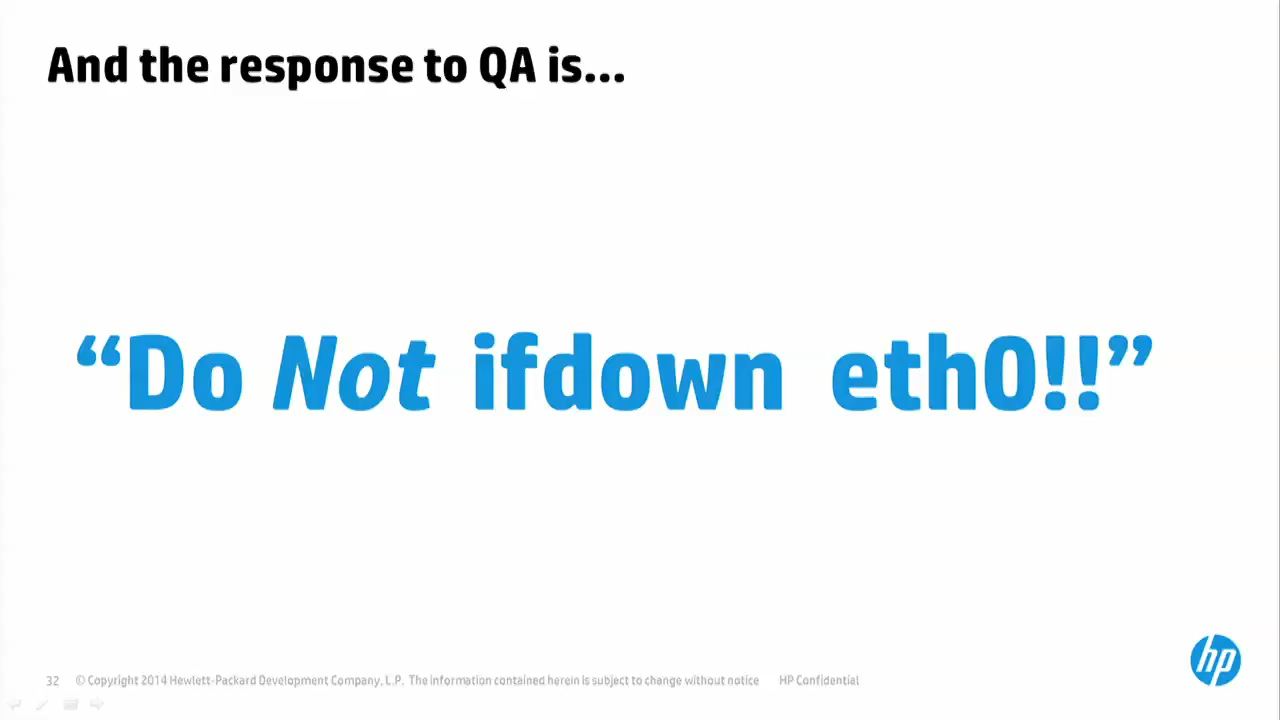 And the response to QA is...
“Do Not ifdown eth0!!”
hp
32 © Copyright 2014 Hewlett-Packard Development Company, L.P. The information contained herein is subject to change without notice HP Confidential